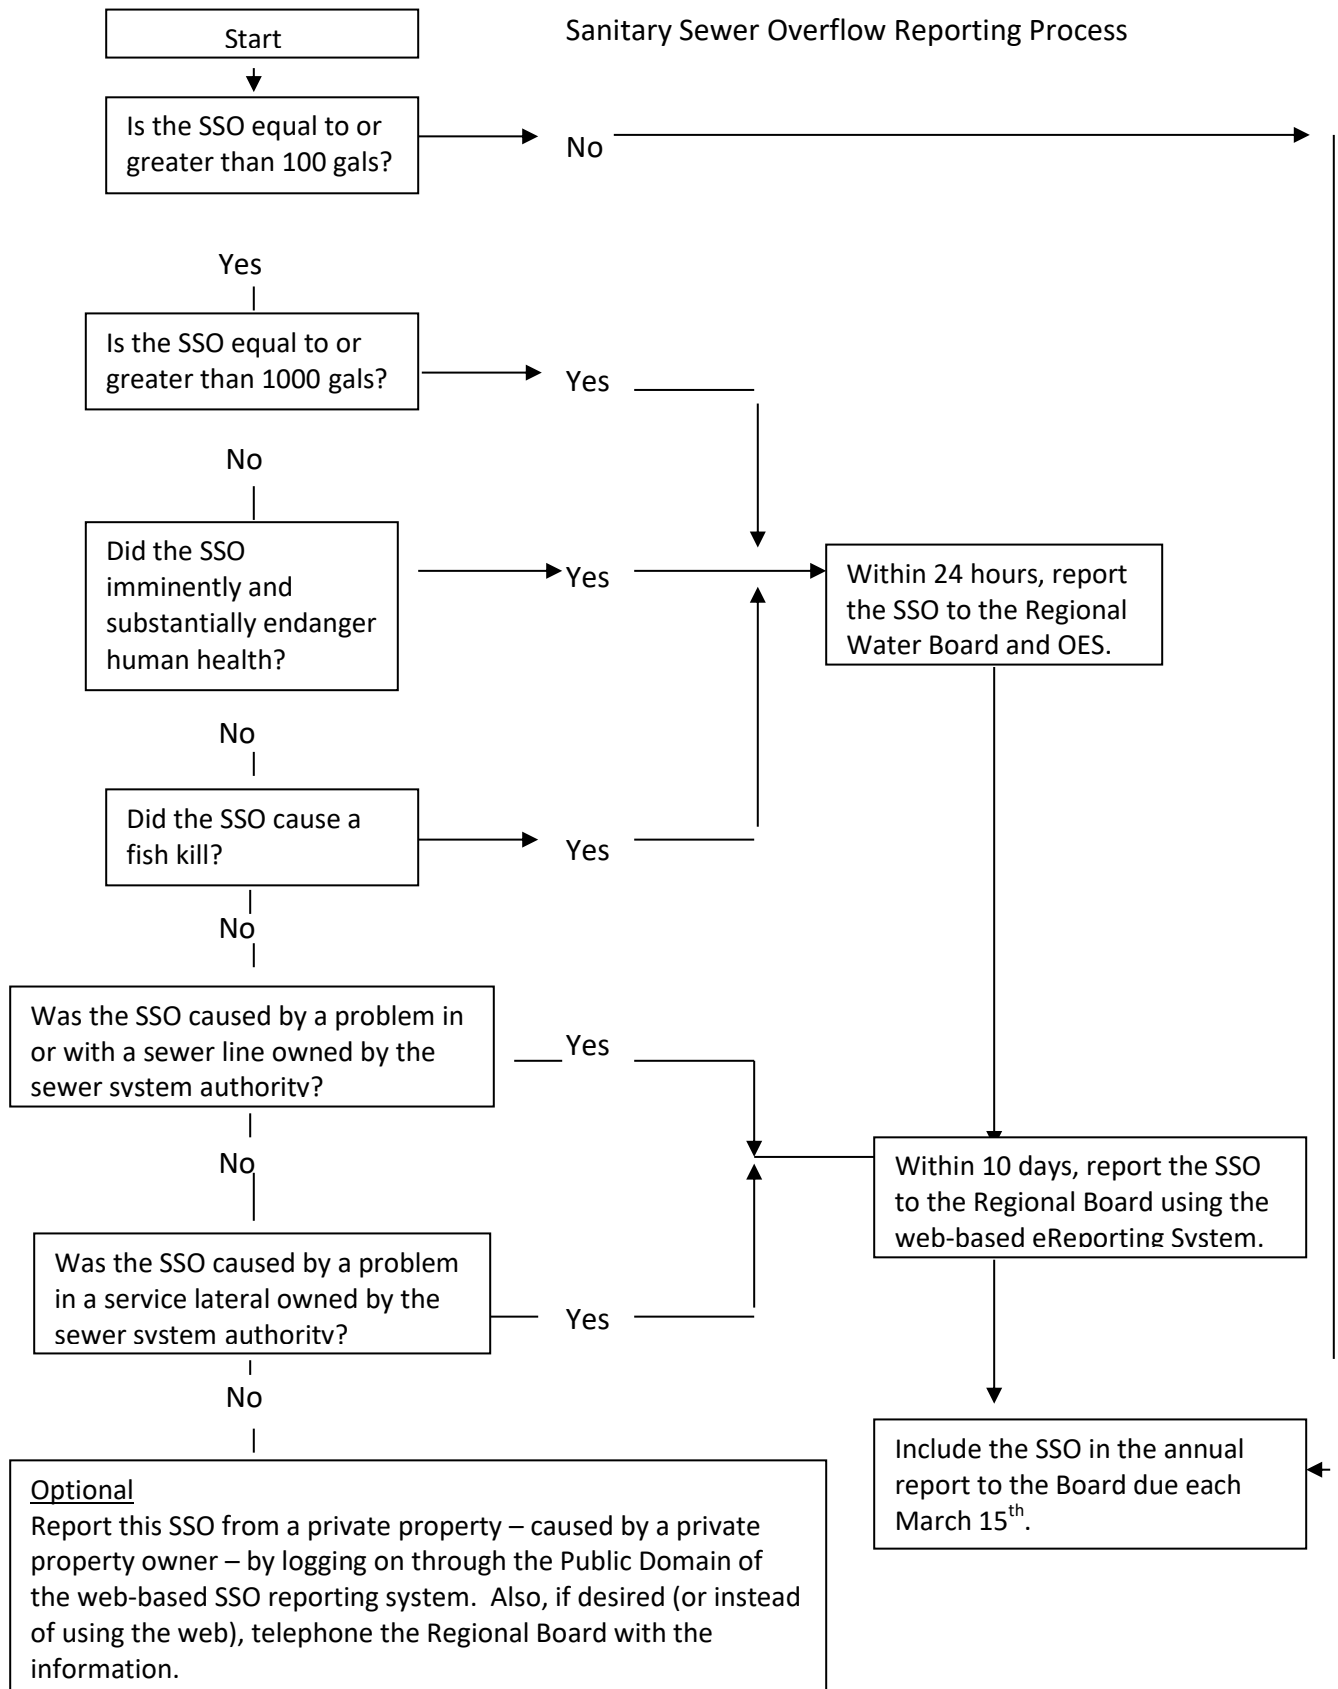 Start
Sanitary Sewer Overflow Reporting Process
Is the SSO equal to or
greater than 100 gals?
No
Yes
Is the SSO equal to or
greater than 1000 gals?
Yes
No
Did the SSO
imminently and
substantially endanger
human health?
Yes
Within 24 hours, report
the SSO to the Regional
Water Board and OES.
No
Did the SSO cause a
fish kill?
Yes
No
Was the SSO caused by a problem in
or with a sewer line owned by the
sewer system authority?
Yes
No
Within 10 days, report the SSO
to the Regional Board using the
web-based eReporting System.
Was the SSO caused by a problem
in a service lateral owned by the
sewer system authority?
Yes
No
Include the SSO in the annual
report to the Board due each
March 15th.
Optional
Report this SSO from a private property – caused by a private
property owner – by logging on through the Public Domain of
the web-based SSO reporting system.  Also, if desired (or instead
of using the web), telephone the Regional Board with the
information.